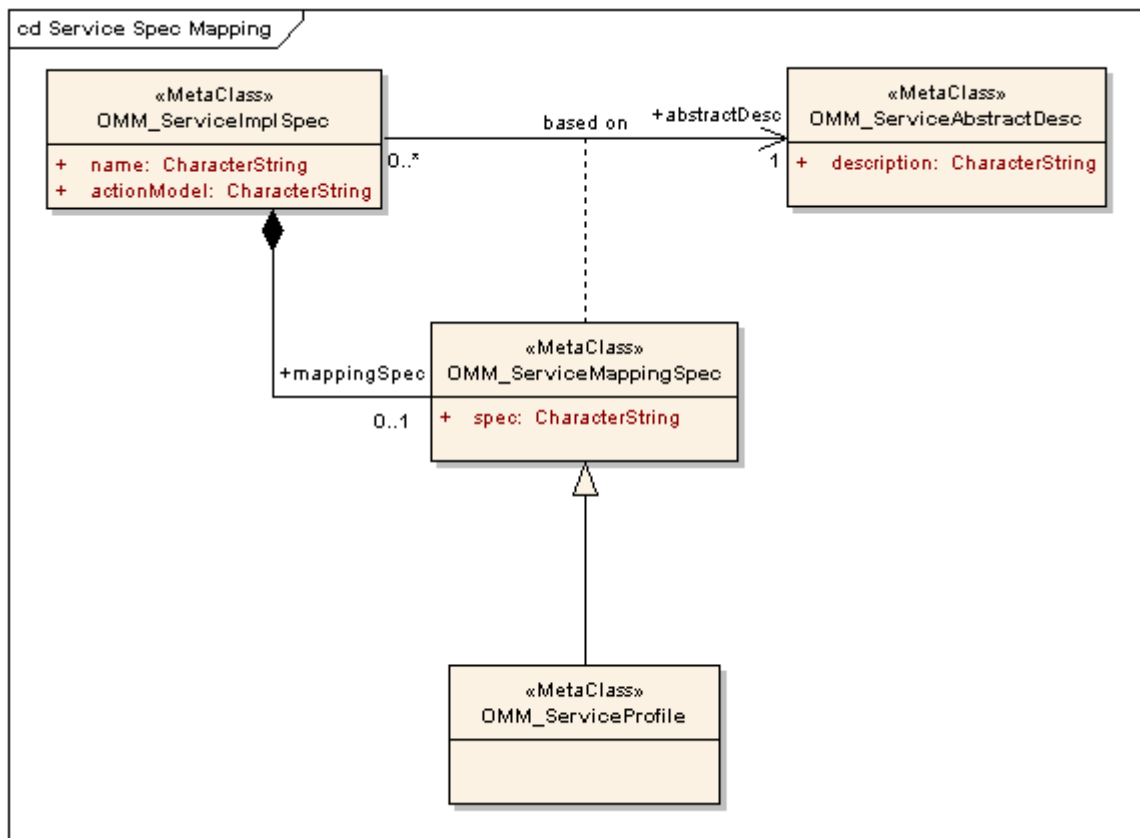 cd Service Spec Mapping
«MetaClass»
OMM_ServiceImplSpec
+ name: CharacterString
+ actionModel: CharacterString
0..*
based on
+abstractDesc
1
«MetaClass»
OMM_ServiceAbstractDesc
+ description: CharacterString
+mappingSpec
0..1
«MetaClass»
OMM_ServiceMappingSpec
+ spec: CharacterString
«MetaClass»
OMM_ServiceProfile